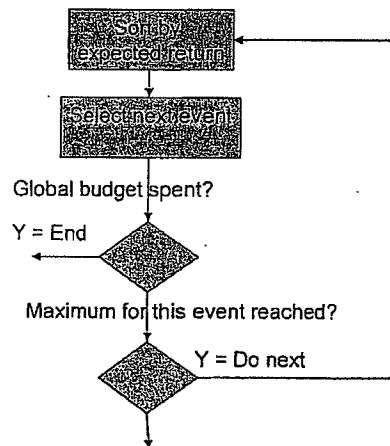 Sort by
expected return
Select next event
Global budget spent?
Y = End
Maximum for this event reached?
Y = Do next